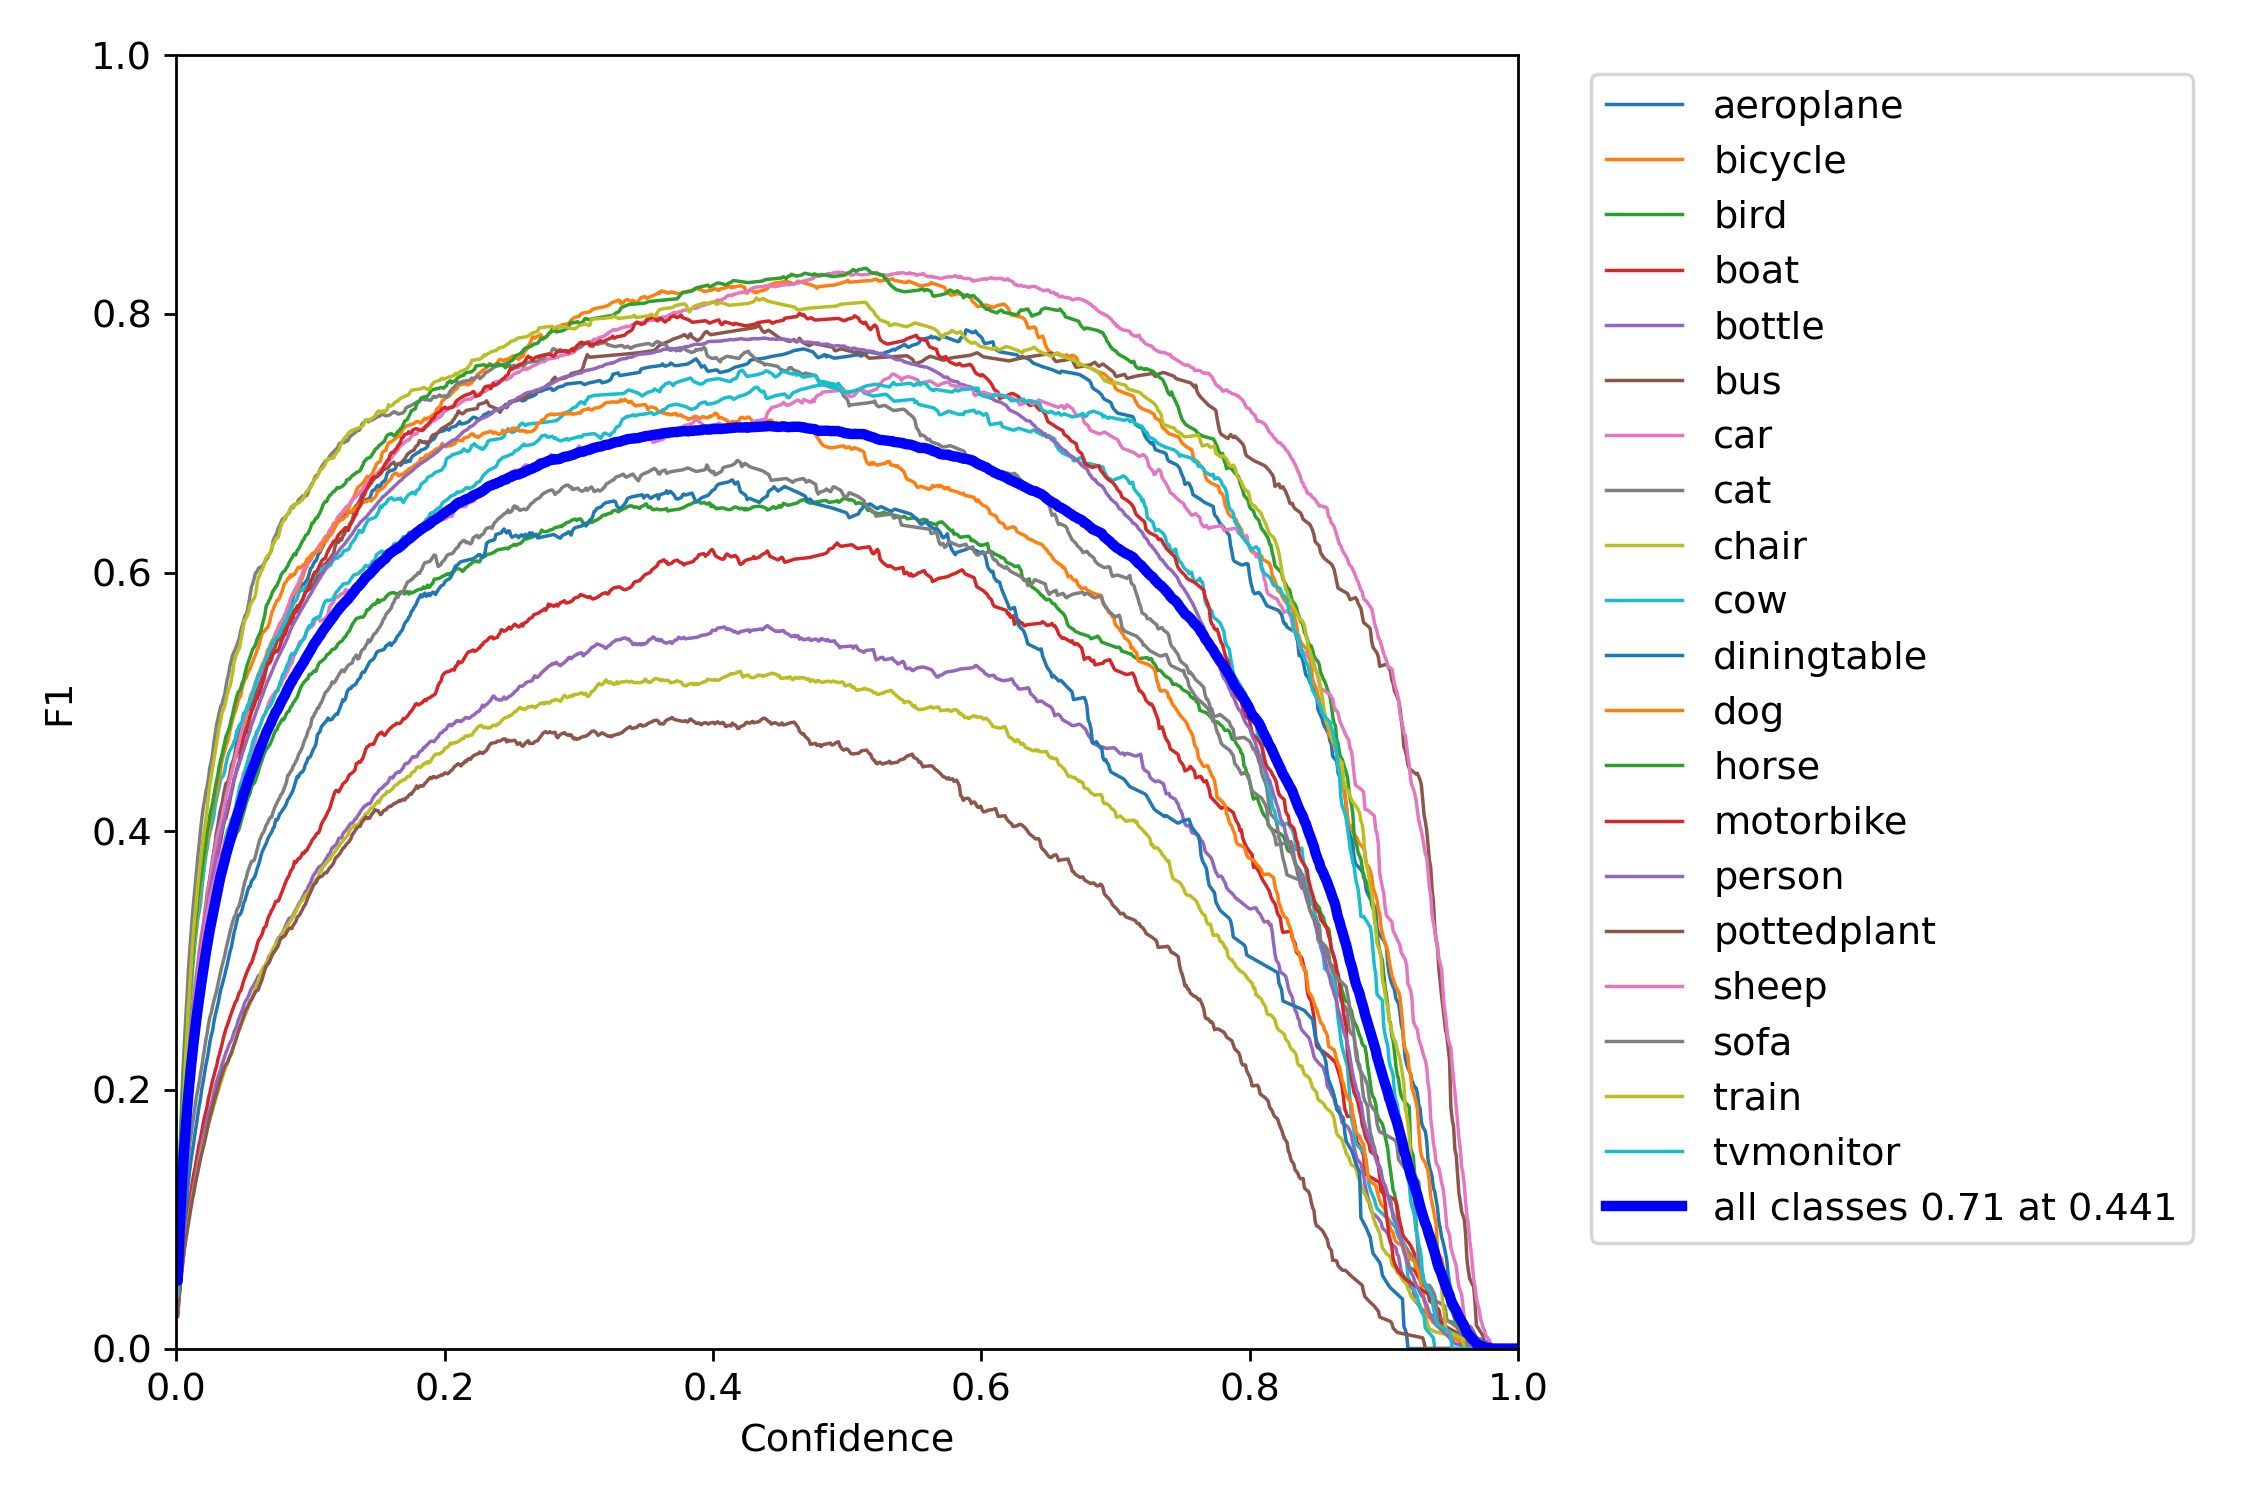 1.0
0.8
0.6
0.4
0.2
0.0
F1
0.0 0.2 0.4 0.6 0.8 1.0
Confidence
aeroplane
bicycle
bird
boat
bottle
bus
car
cat
chair
cow
diningtable
dog
horse
motorbike
person
pottedplant
sheep
sofa
train
tvmonitor
all classes 0.71 at 0.441